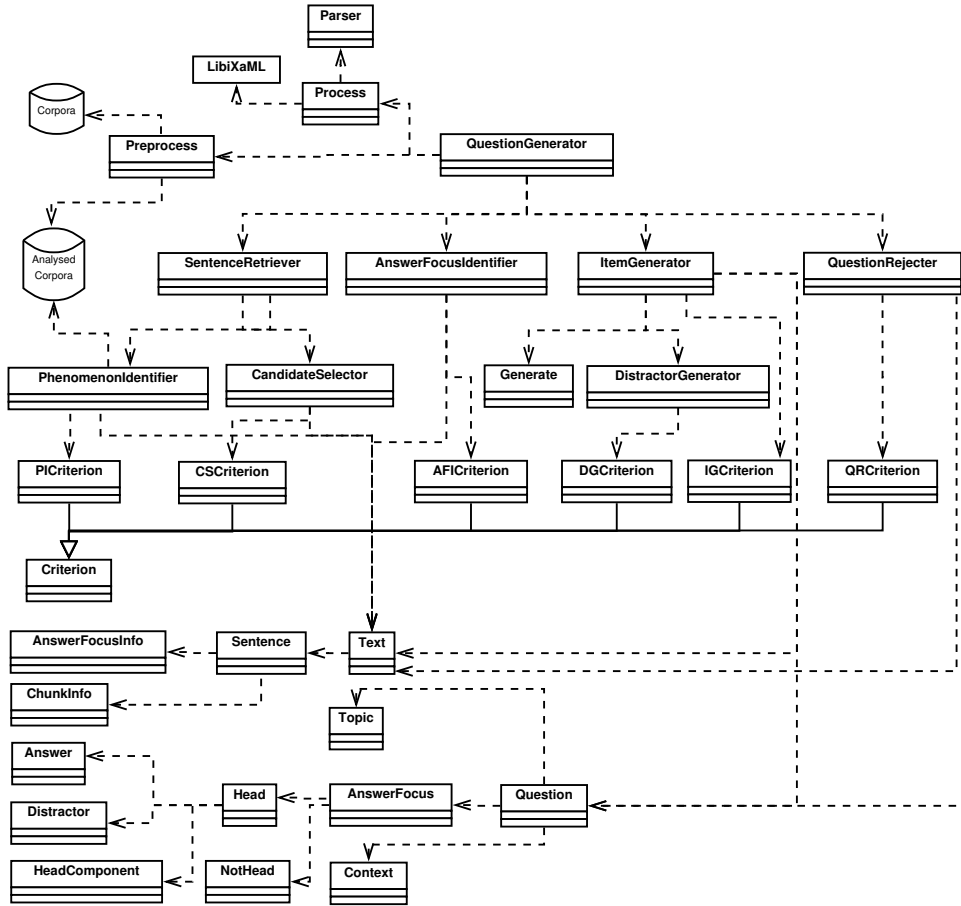 Parser
LibiXaML
Process
Corpora
Preprocess
QuestionGenerator
Analysed
Corpora
SentenceRetriever
AnswerFocusIdentifier
ItemGenerator
QuestionRejecter
PhenomenonIdentifier
CandidateSelector
Generate
DistractorGenerator
PICriterion
CSCriterion
AFICriterion
DGCriterion
IGCriterion
QRCriterion
Criterion
AnswerFocusInfo
Sentence
Text
ChunkInfo
Topic
Answer
Head
AnswerFocus
Question
Distractor
HeadComponent
NotHead
Context